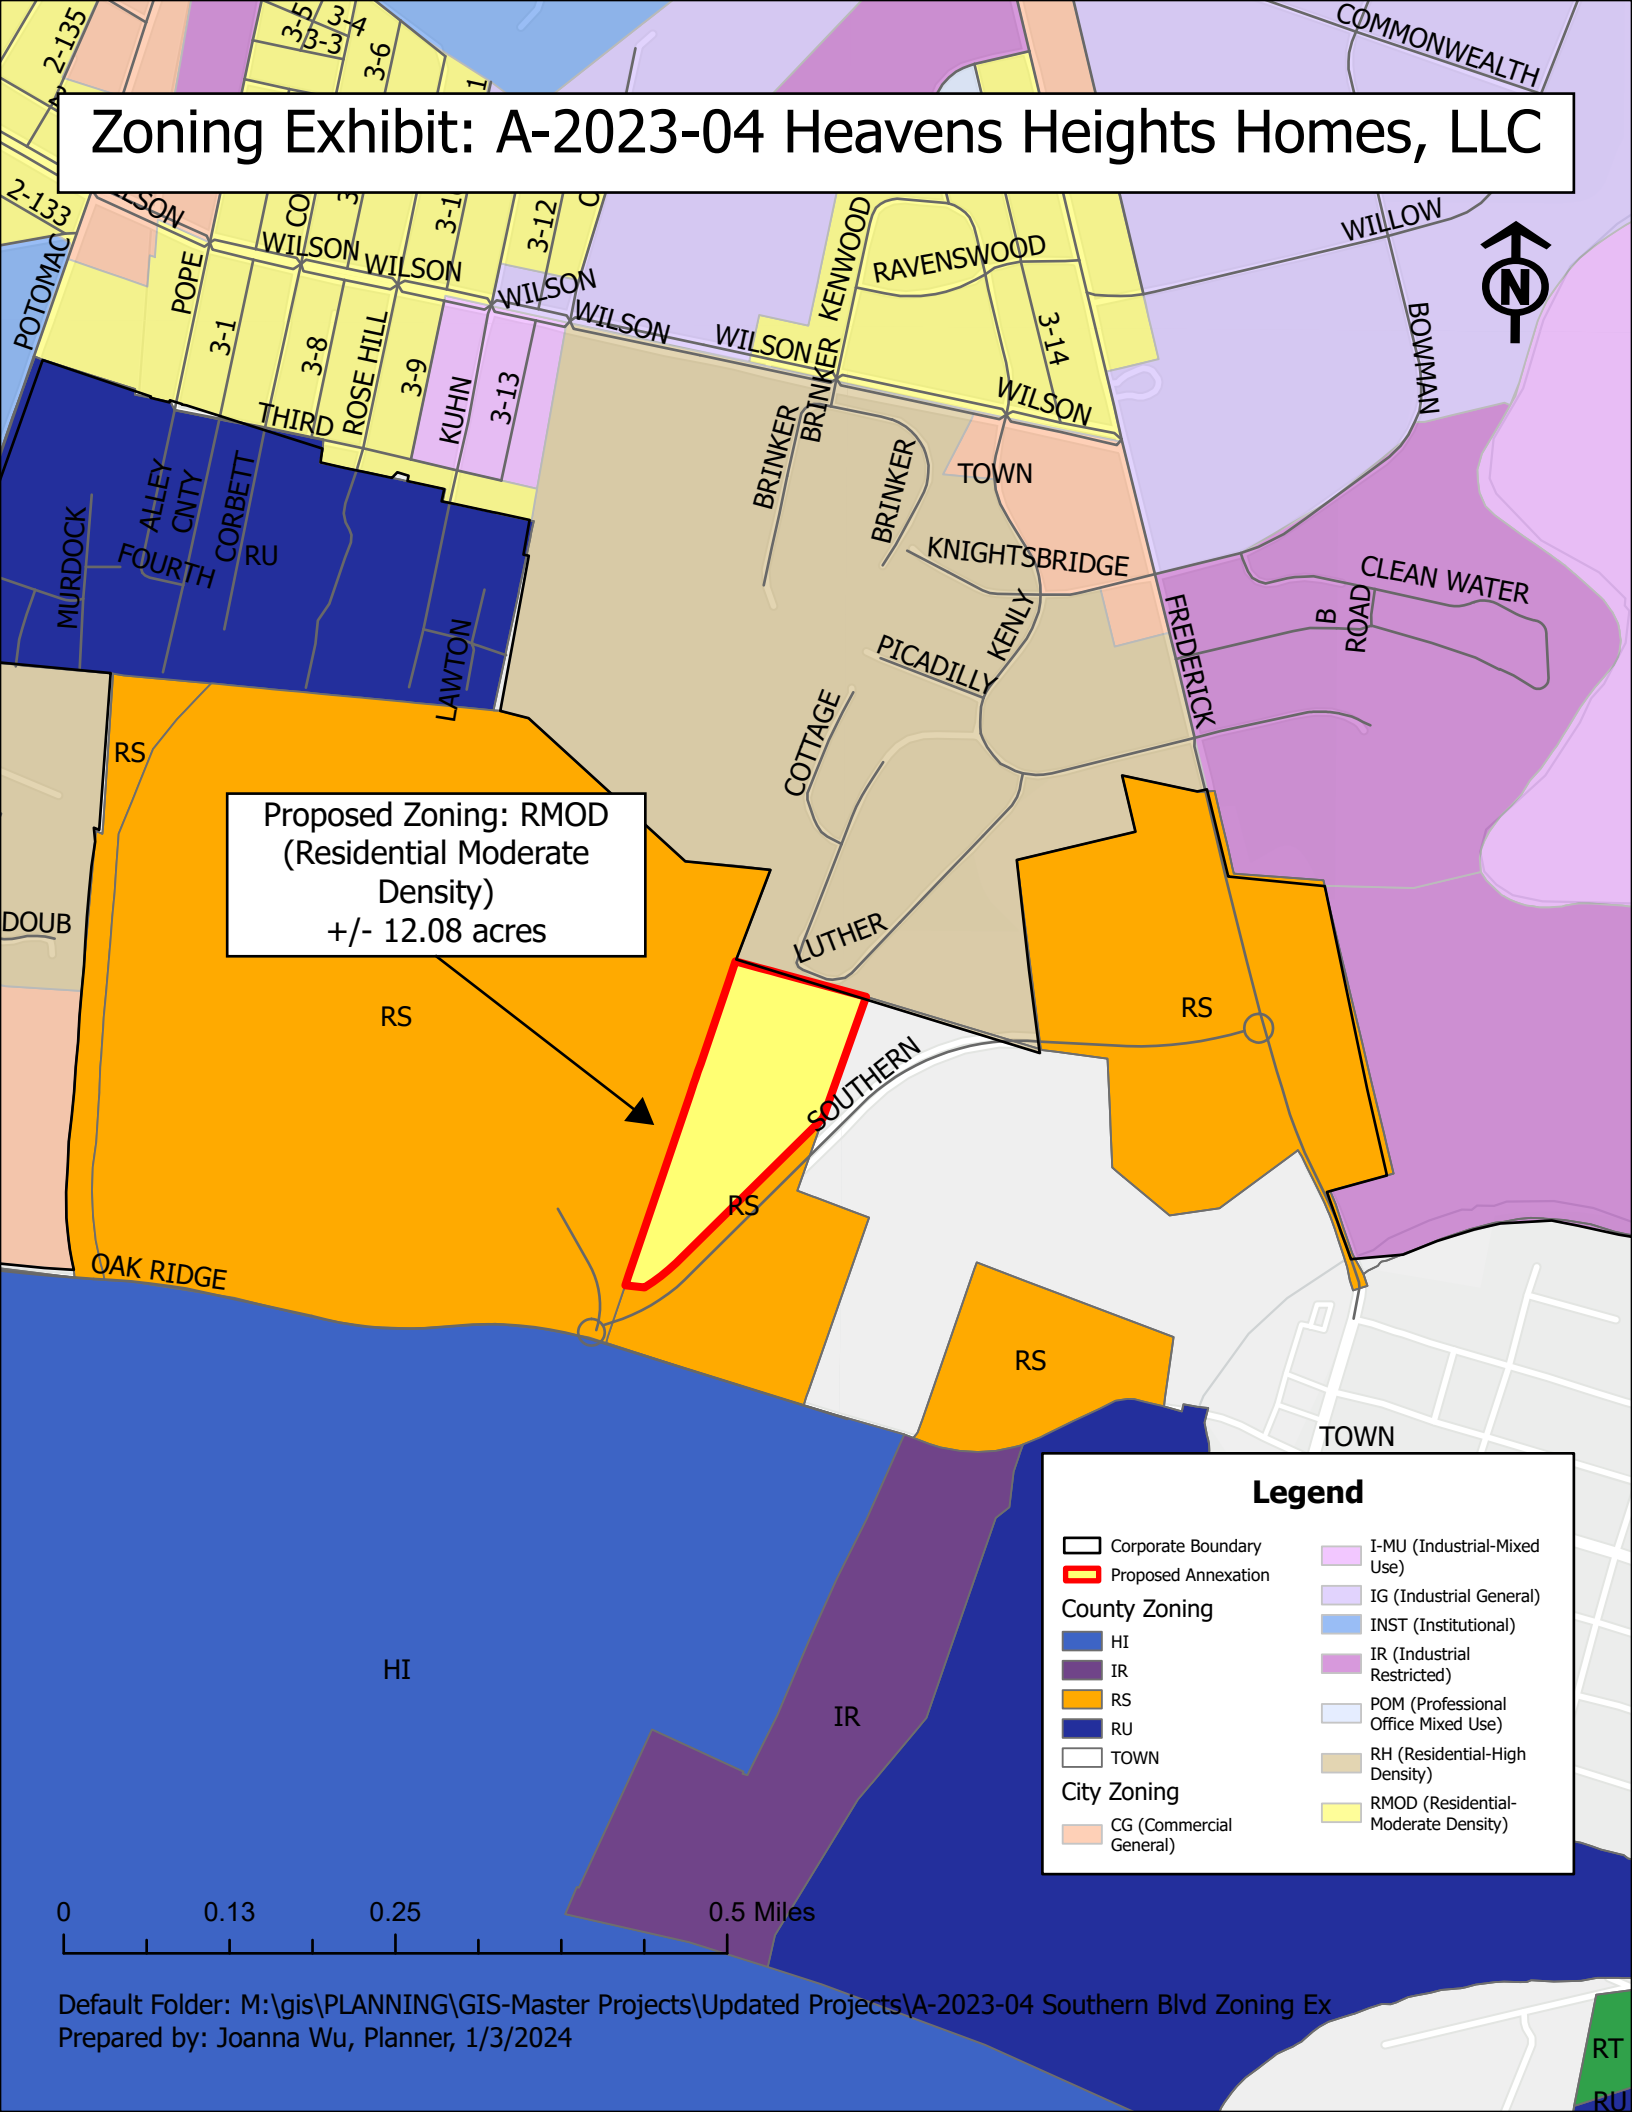 COMMONWEALTH
2-135
3-5
3-4
3-3
3-6
1
Zoning Exhibit: A-2023-04 Heavens Heights Homes, LLC
2-133
POTOMAC
POPE
WILSON
WILSON
WILSON
WILSON
WILSON
WILSON
3-12
KENWOOD
RAVENSWOOD
WILLOW
N
BOWMAN
3-1
3-8
ROSE HILL
3-9
KUHN
3-13
THIRD
BRINKER
BRINKER
BRINKER
3-14
TOWN
KNIGHTSBRIDGE
MURDOCK
ALLEY
CNTY
CORBETT
FOURTH
RU
LAWTON
KENLY
PICADILLY
COTTAGE
FREDERICK
CLEAN WATER
B
ROAD
RS
Proposed Zoning: RMOD
(Residential Moderate
Density)
+/- 12.08 acres
DOUB
LUTHER
RS
RS
SOUTHERN
RS
OAK RIDGE
RS
TOWN
HI
IR
Legend
Corporate Boundary
Proposed Annexation
County Zoning
HI
IR
RS
RU
TOWN
City Zoning
CG (Commercial
General)
I-MU (Industrial-Mixed
Use)
IG (Industrial General)
INST (Institutional)
IR (Industrial
Restricted)
POM (Professional
Office Mixed Use)
RH (Residential-High
Density)
RMOD (Residential-
Moderate Density)
0 0.13 0.25 0.5 Miles
Default Folder: M:\gis\PLANNING\GIS-Master Projects\Updated Projects\A-2023-04 Southern Blvd Zoning Ex
Prepared by: Joanna Wu, Planner, 1/3/2024
RT
RU